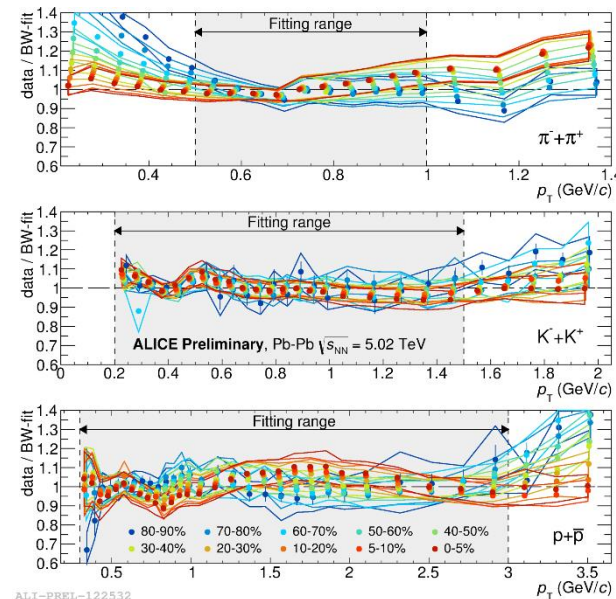 data / BW-fit
1.4
1.3
1.2
1.1
1
0.9
0.8
0.7
0.6
Fitting range
π⁻+π⁺
0.4 0.6 0.8 1 1.2 1.4
p_T (GeV/c)
data / BW-fit
1.4
1.3
1.2
1.1
1
0.9
0.8
0.7
0.6
Fitting range
ALICE Preliminary, Pb-Pb √s_NN = 5.02 TeV
K⁻+K⁺
0 0.2 0.4 0.6 0.8 1 1.2 1.4 1.6 1.8 2
p_T (GeV/c)
data / BW-fit
1.4
1.3
1.2
1.1
1
0.9
0.8
0.7
0.6
Fitting range
80-90% 70-80% 60-70% 50-60% 40-50%
30-40% 20-30% 10-20% 5-10% 0-5%
p+p̅
0.5 1 1.5 2 2.5 3 3.5
p_T (GeV/c)
ALI-PREL-122532